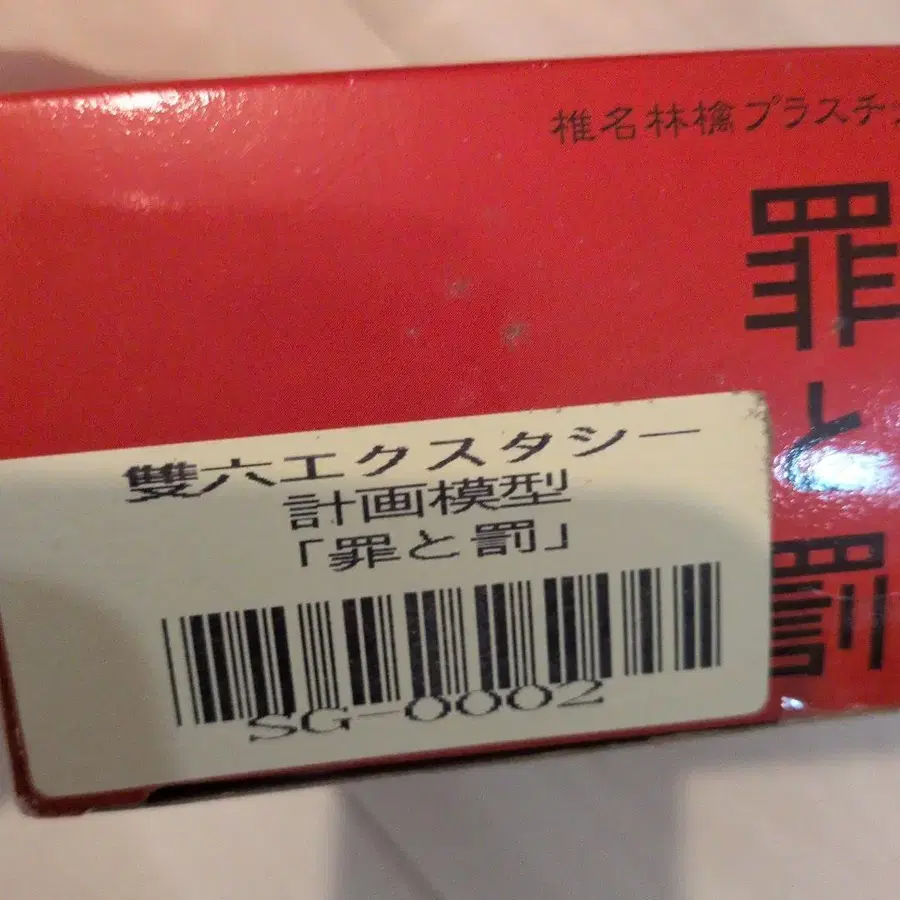 椎名林檎プラスチ
罪と罰
雙六エクスタシー
計画模型
「罪と罰」
SG-0002